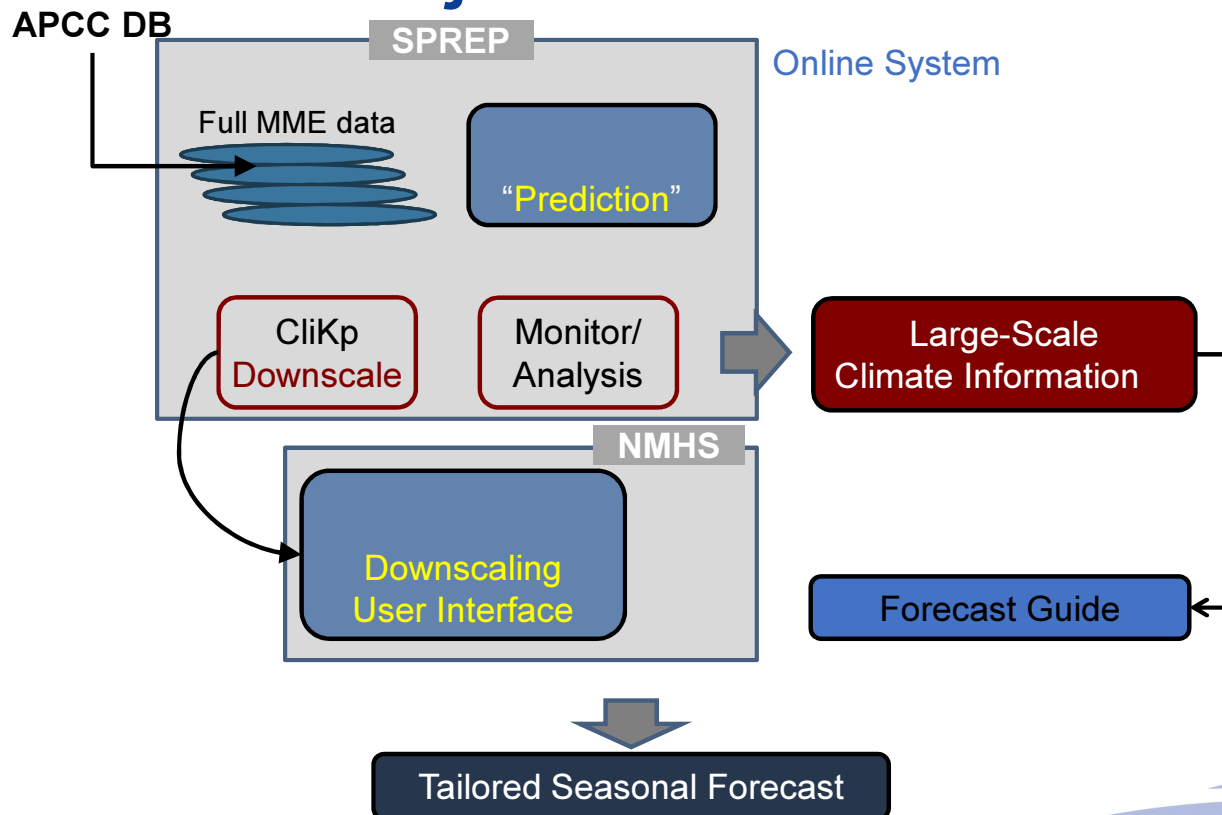 APCC DB
SPREP
Online System
Full MME data
“Prediction”
CliKp
Downscale
Monitor/
Analysis
Large-Scale
Climate Information
NMHS
Downscaling
User Interface
Forecast Guide
Tailored Seasonal Forecast